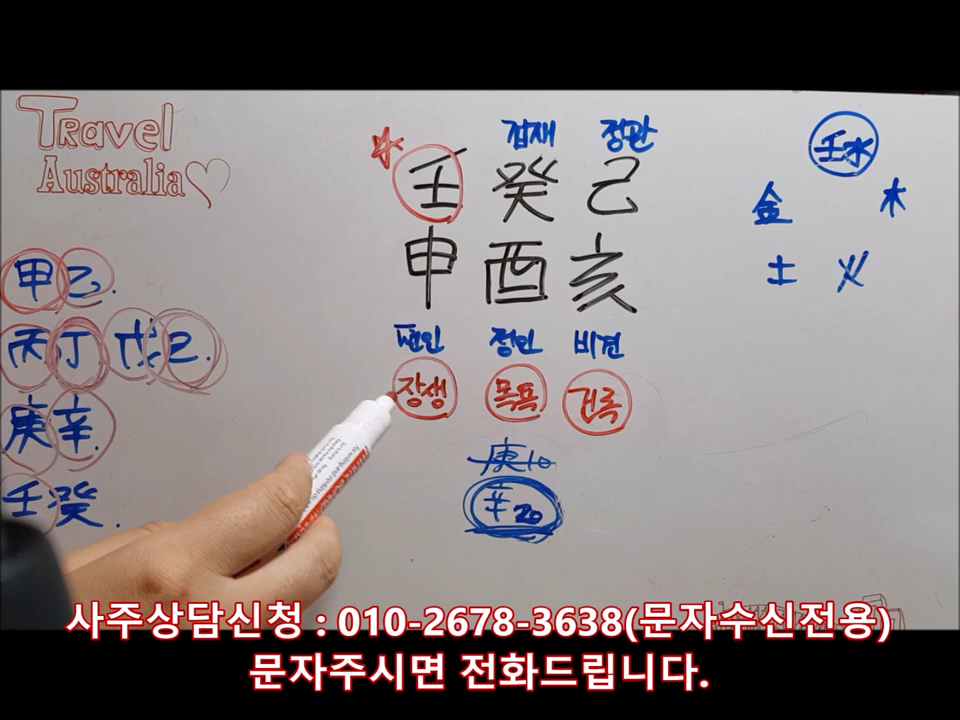 Travel
Australia
겁재 정관
壬 癸 己
申 酉 亥
편인 정인 비견
장생 목욕 건록
庚10
辛20
壬水
金 木
土 火
甲乙.
丙丁 戊己.
庚辛.
壬癸.
사주상담신청 : 010-2678-3638(문자수신전용)
문자주시면 전화드립니다.